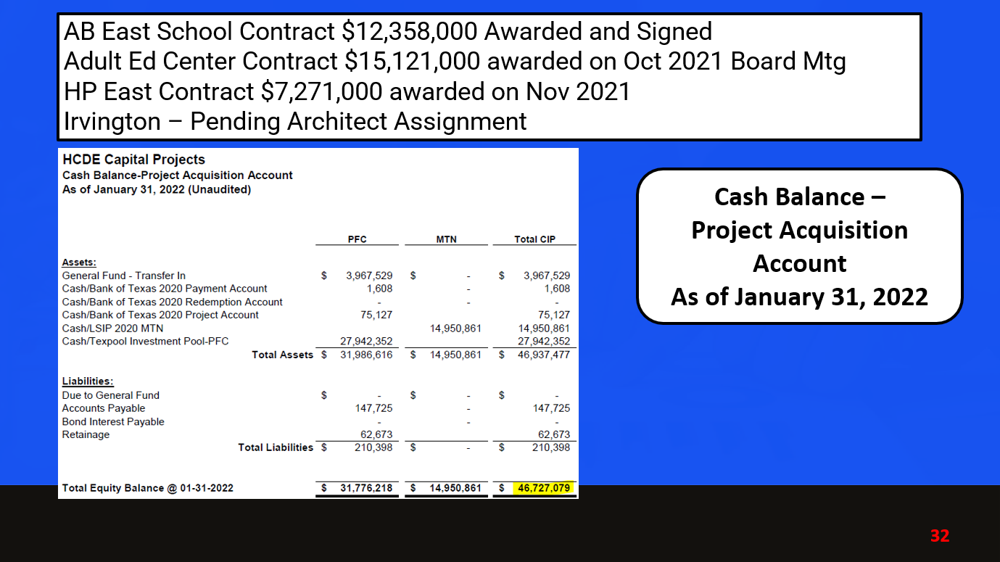 AB East School Contract $12,358,000 Awarded and Signed
Adult Ed Center Contract $15,121,000 awarded on Oct 2021 Board Mtg
HP East Contract $7,271,000 awarded on Nov 2021
Irvington – Pending Architect Assignment
HCDE Capital Projects
Cash Balance-Project Acquisition Account
As of January 31, 2022 (Unaudited)
PFC MTN Total CIP
Assets:
General Fund - Transfer In $ 3,967,529 $ - $ 3,967,529
Cash/Bank of Texas 2020 Payment Account 1,608 - 1,608
Cash/Bank of Texas 2020 Redemption Account - - -
Cash/Bank of Texas 2020 Project Account 75,127 75,127
Cash/LSIP 2020 MTN 14,950,861 14,950,861
Cash/Texpool Investment Pool-PFC 27,942,352 27,942,352
Total Assets $ 31,986,616 $ 14,950,861 $ 46,937,477
Liabilities:
Due to General Fund $ - $ - $ -
Accounts Payable 147,725 - 147,725
Bond Interest Payable - - -
Retainage 62,673 62,673
Total Liabilities $ 210,398 $ - $ 210,398
Total Equity Balance @ 01-31-2022 $ 31,776,218 $ 14,950,861 $ 46,727,079
Cash Balance –
Project Acquisition
Account
As of January 31, 2022
32